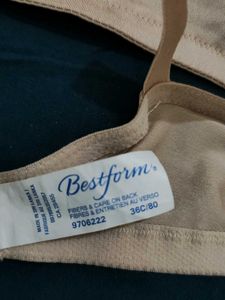 Bestform®
FIBERS & CARE ON BACK
FIBRES & ENTRETIEN AU VERSO
9706222
36C/80